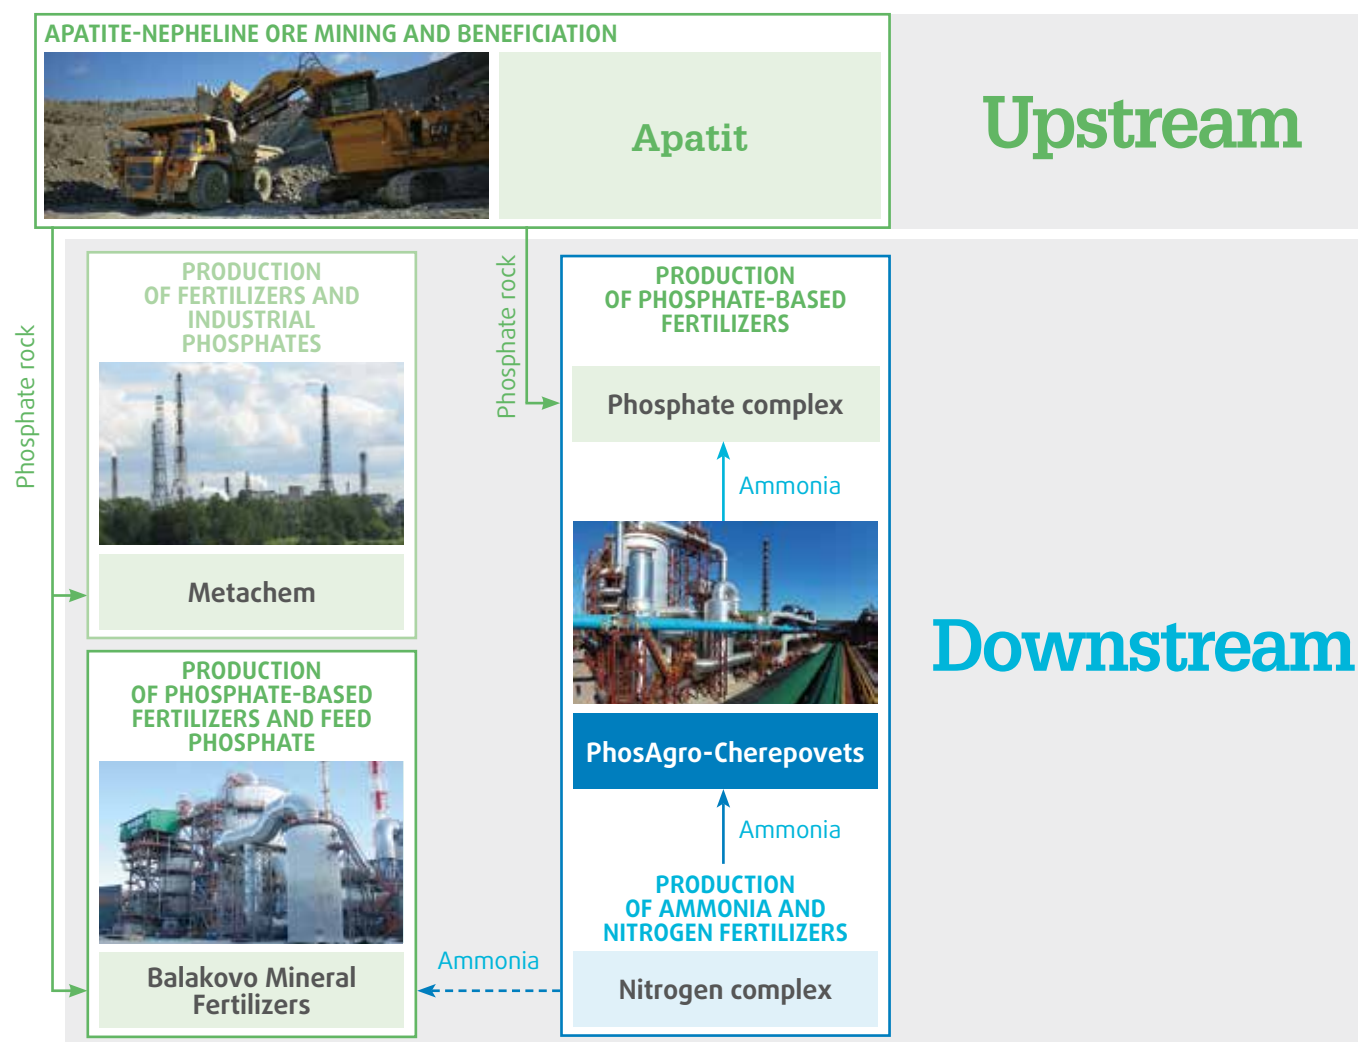 APATITE-NEPHELINE ORE MINING AND BENEFICIATION
Apatit
Upstream
Phosphate rock
PRODUCTION
OF FERTILIZERS AND
INDUSTRIAL
PHOSPHATES
Metachem
PRODUCTION
OF PHOSPHATE-BASED
FERTILIZERS AND FEED
PHOSPHATE
Balakovo Mineral
Fertilizers
Phosphate rock
PRODUCTION
OF PHOSPHATE-BASED
FERTILIZERS
Phosphate complex
Ammonia
PhosAgro-Cherepovets
Ammonia
PRODUCTION
OF AMMONIA AND
NITROGEN FERTILIZERS
Nitrogen complex
Ammonia
Downstream